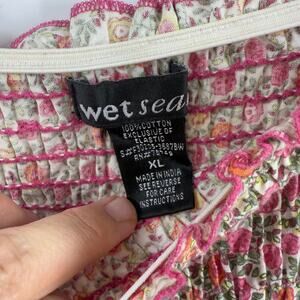 wet sea
100% COTTON
EXCLUSIVE OF
ELASTIC
XL
MADE IN INDIA
SEE REVERSE
FOR CARE
INSTRUCTIONS